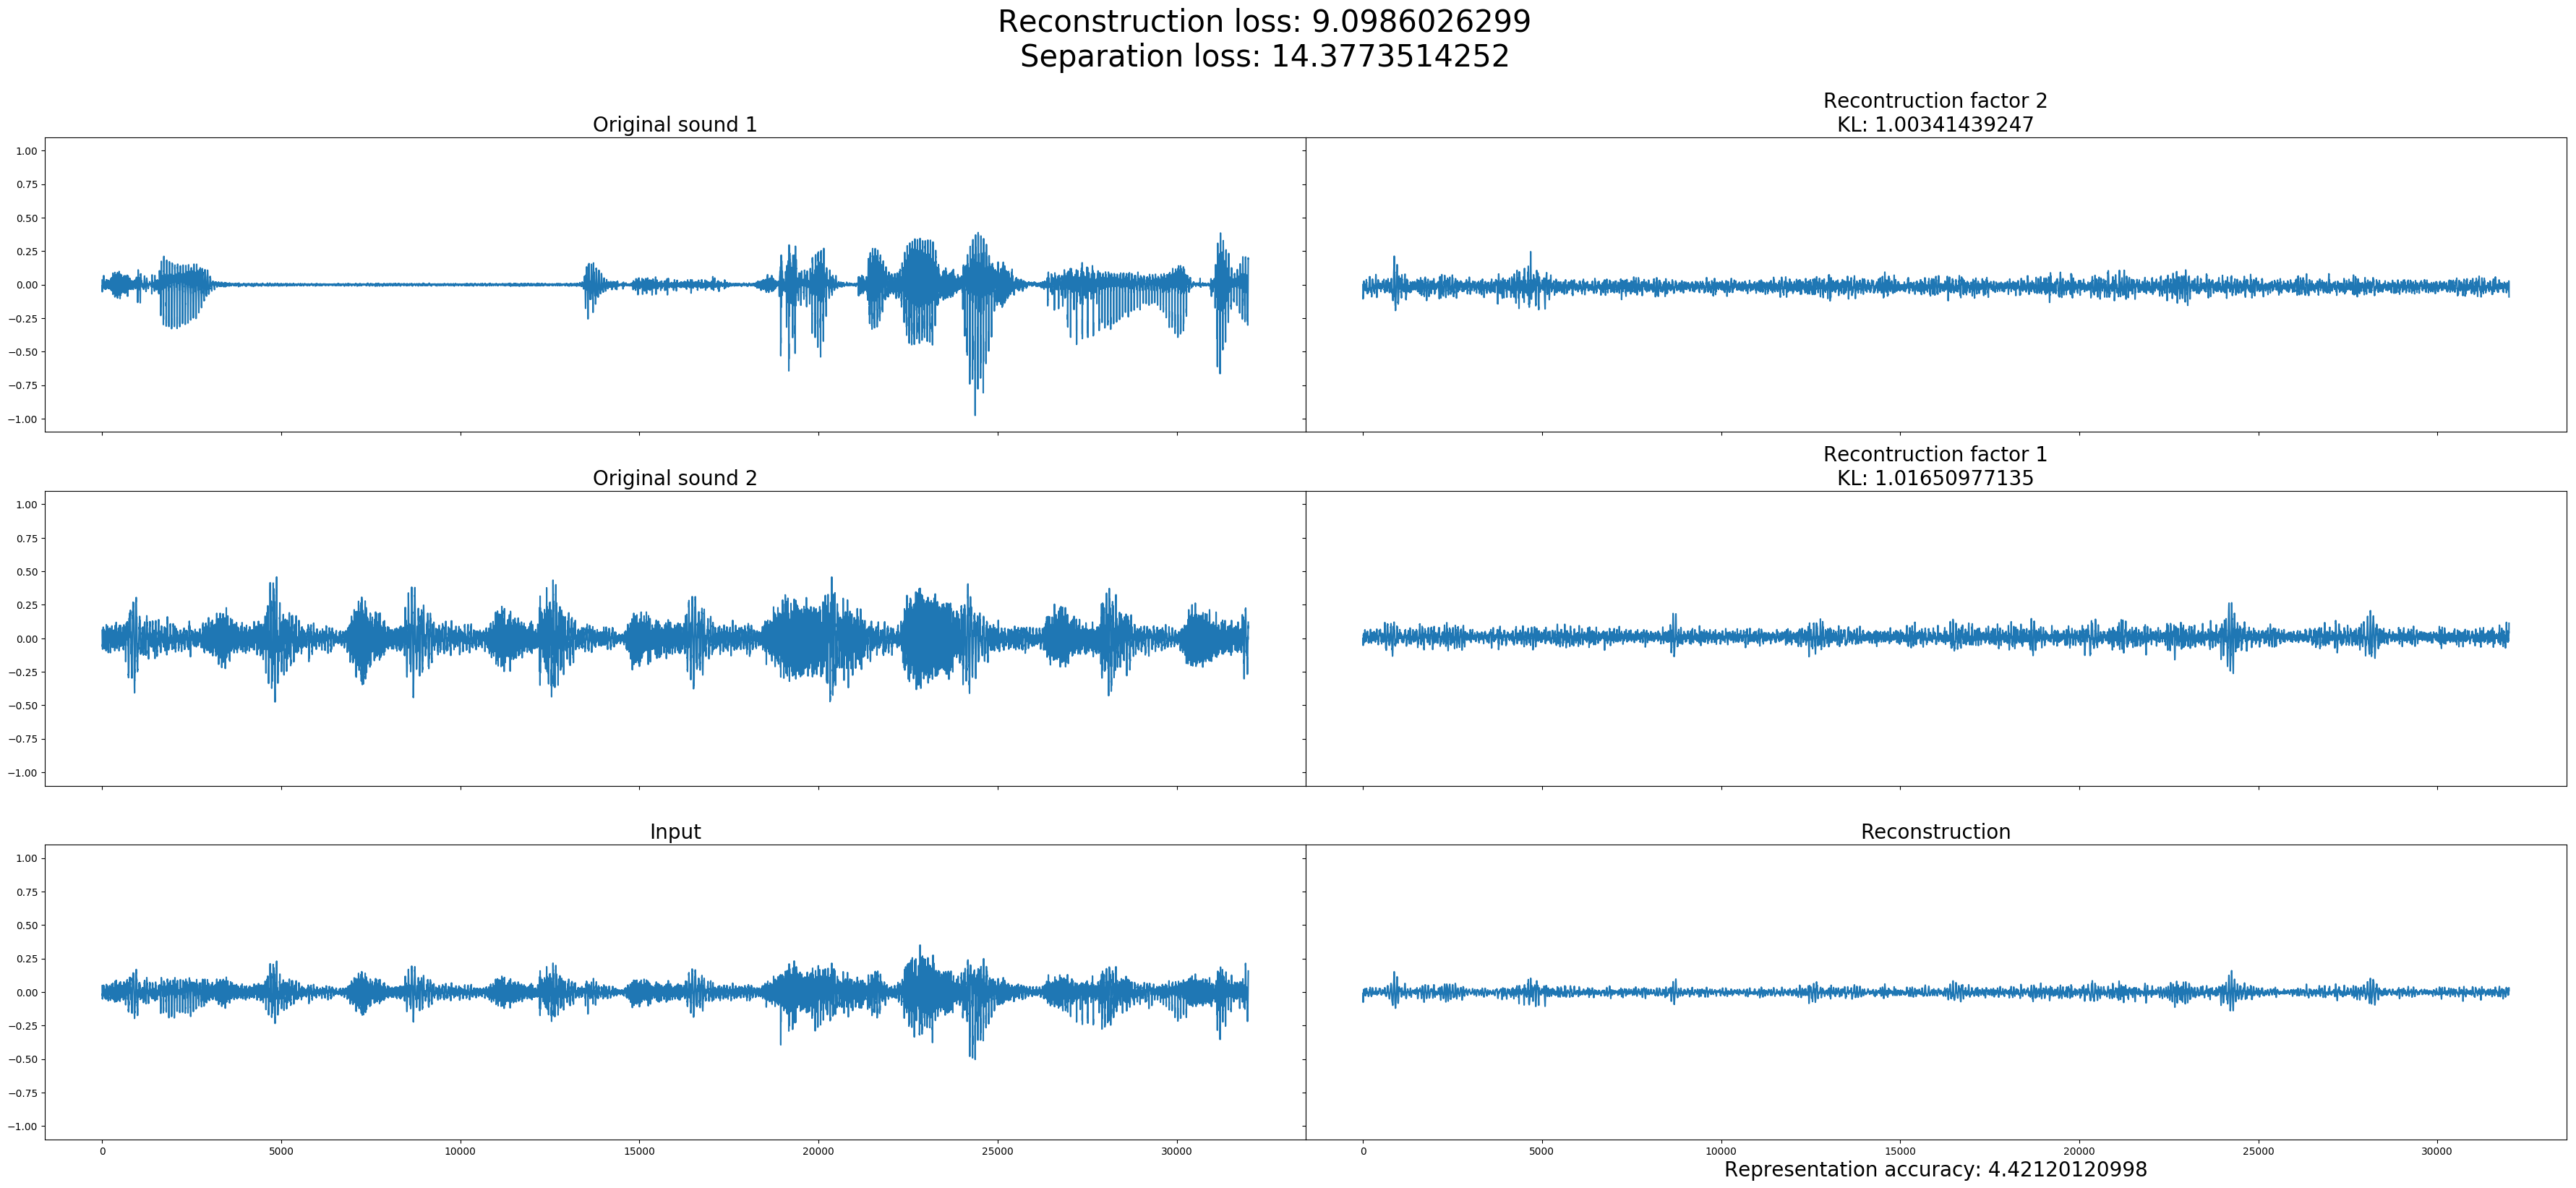 Reconstruction loss: 9.0986026299
Separation loss: 14.3773514252
Original sound 1
Recontruction factor 2
KL: 1.00341439247
1.00
0.75
0.50
0.25
0.00
−0.25
−0.50
−0.75
−1.00
Original sound 2
Recontruction factor 1
KL: 1.01650977135
1.00
0.75
0.50
0.25
0.00
−0.25
−0.50
−0.75
−1.00
Input
Reconstruction
1.00
0.75
0.50
0.25
0.00
−0.25
−0.50
−0.75
−1.00
0 5000 10000 15000 20000 25000 30000
0 5000 10000 15000 20000 25000 30000
Representation accuracy: 4.42120120998